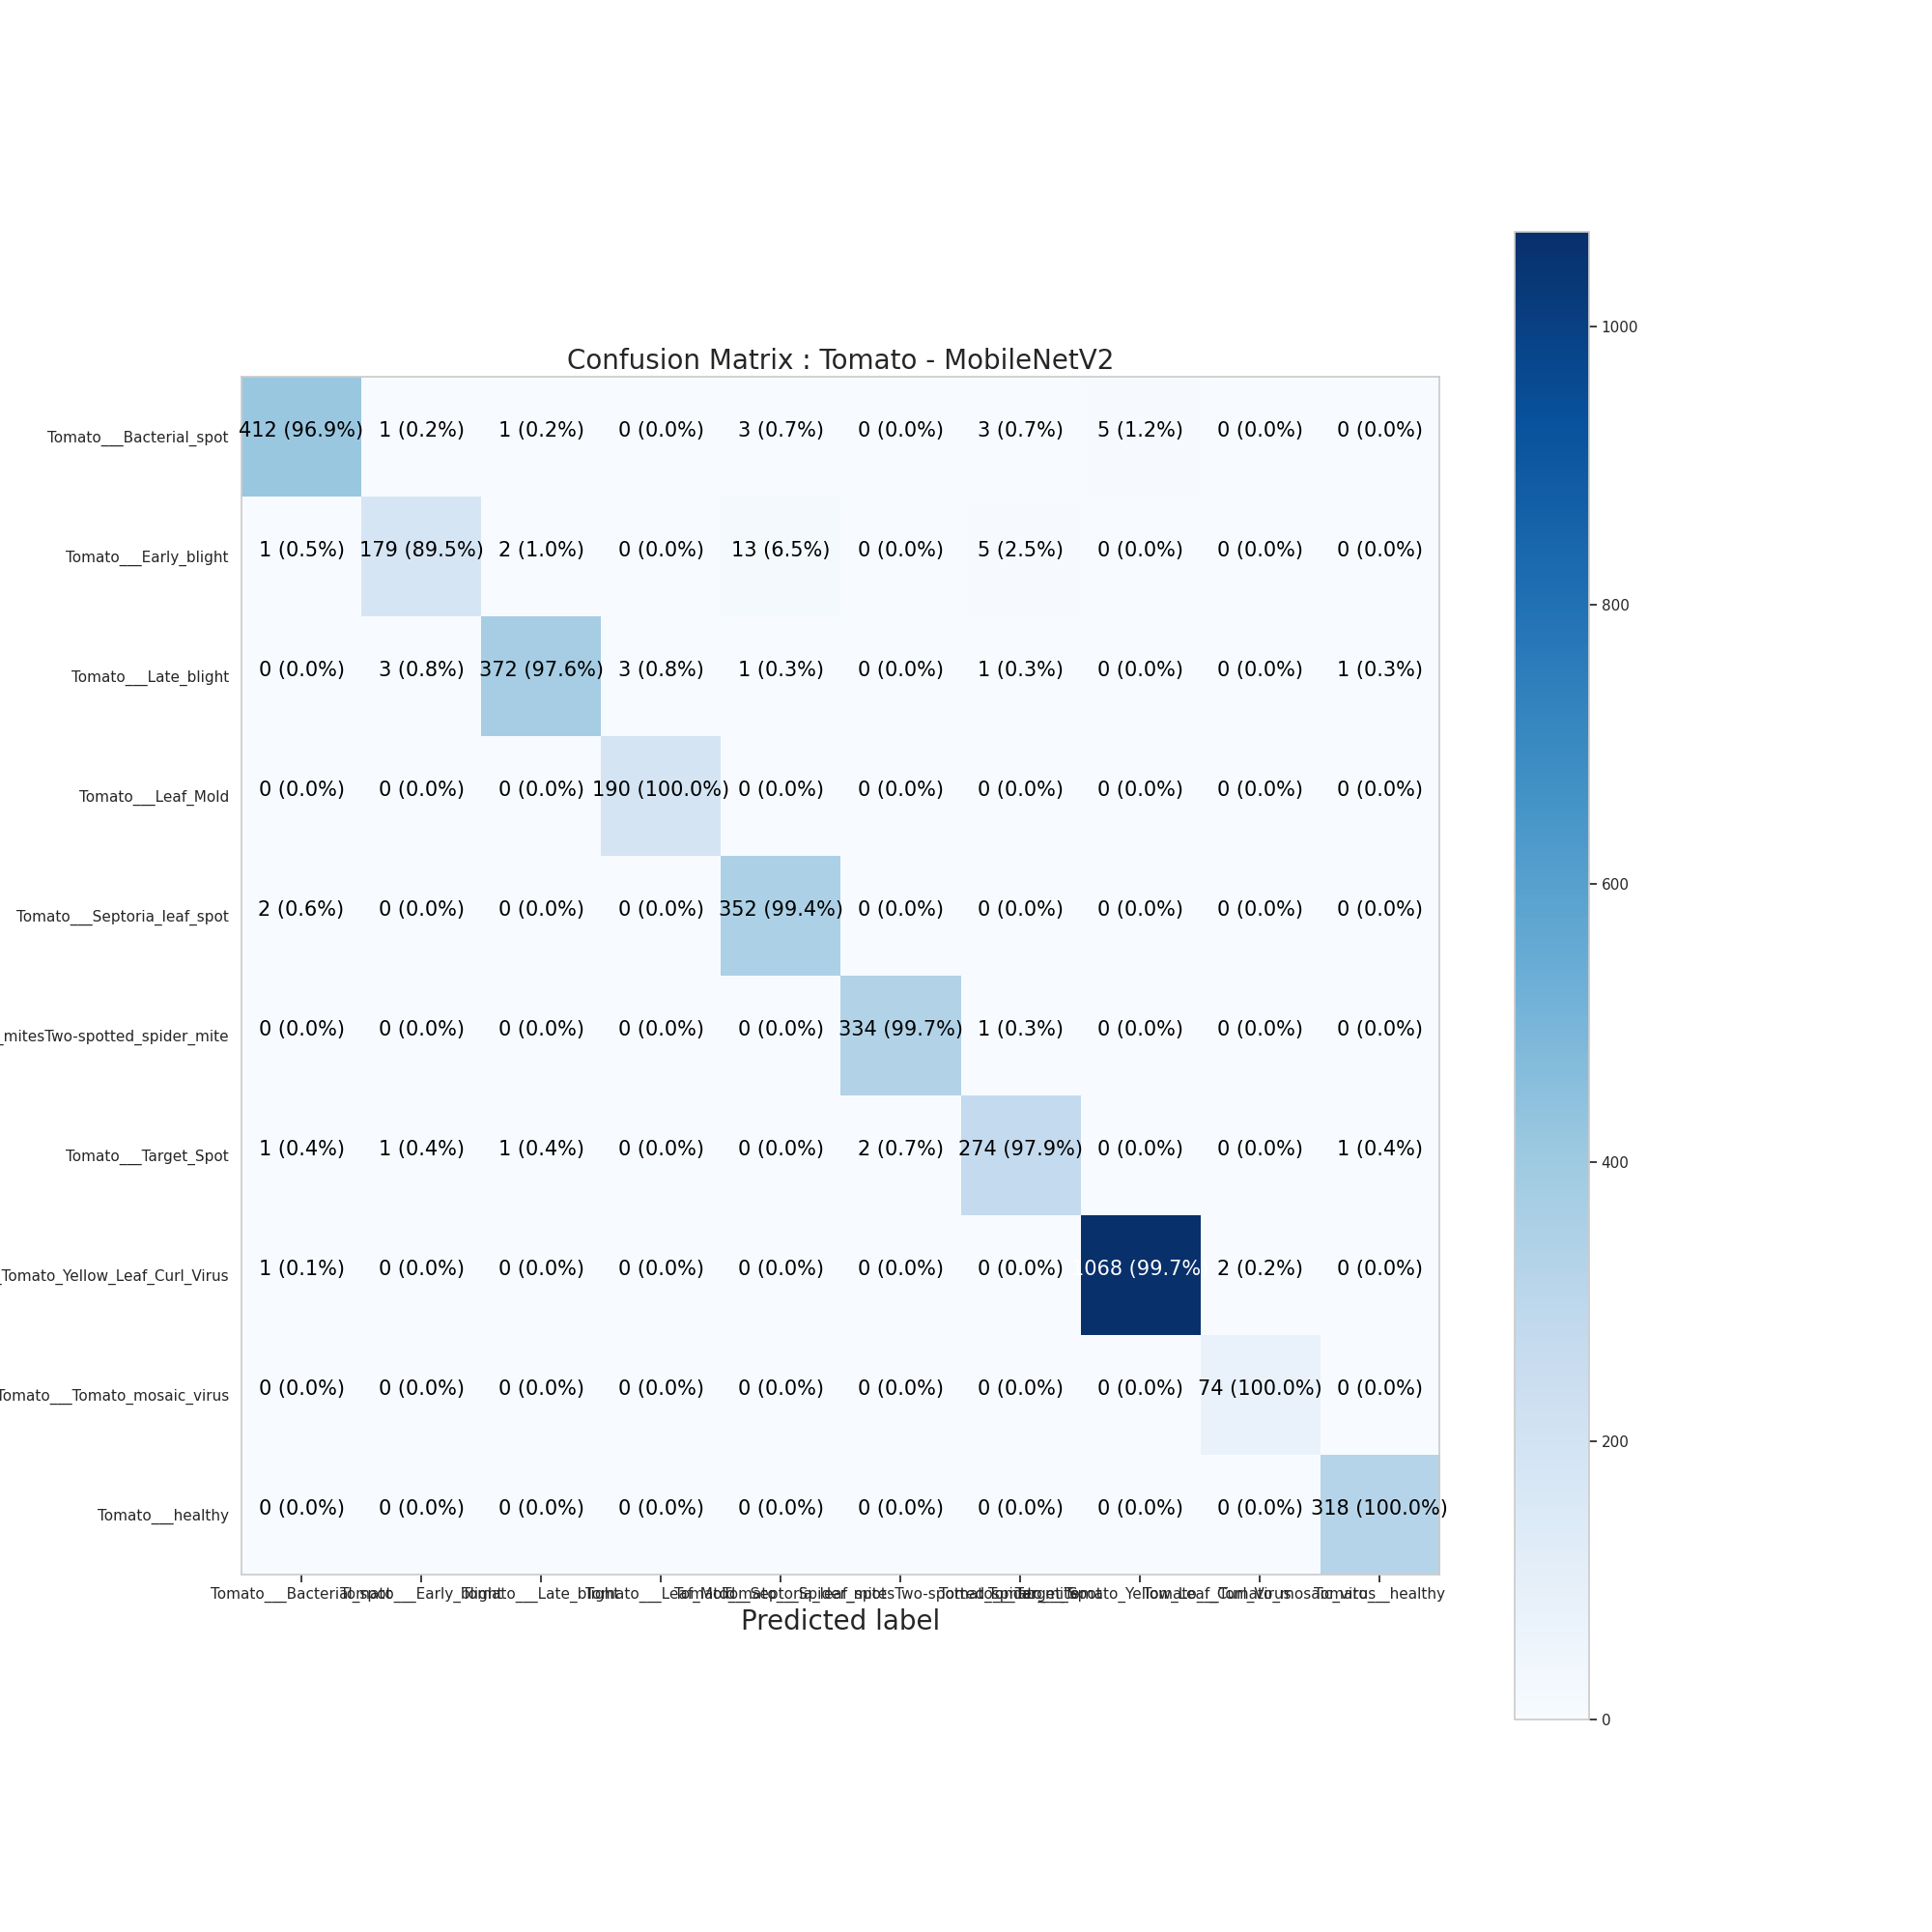 Confusion Matrix : Tomato - MobileNetV2
1000
800
600
400
200
0
Tomato___Bacterial_spot 412 (96.9%) 1 (0.2%) 1 (0.2%) 0 (0.0%) 3 (0.7%) 0 (0.0%) 3 (0.7%) 5 (1.2%) 0 (0.0%) 0 (0.0%)
Tomato___Early_blight 1 (0.5%) 179 (89.5%) 2 (1.0%) 0 (0.0%) 13 (6.5%) 0 (0.0%) 5 (2.5%) 0 (0.0%) 0 (0.0%) 0 (0.0%)
Tomato___Late_blight 0 (0.0%) 3 (0.8%) 372 (97.6%) 3 (0.8%) 1 (0.3%) 0 (0.0%) 1 (0.3%) 0 (0.0%) 0 (0.0%) 1 (0.3%)
Tomato___Leaf_Mold 0 (0.0%) 0 (0.0%) 0 (0.0%) 190 (100.0%) 0 (0.0%) 0 (0.0%) 0 (0.0%) 0 (0.0%) 0 (0.0%) 0 (0.0%)
Tomato___Septoria_leaf_spot 2 (0.6%) 0 (0.0%) 0 (0.0%) 0 (0.0%) 352 (99.4%) 0 (0.0%) 0 (0.0%) 0 (0.0%) 0 (0.0%) 0 (0.0%)
_mitesTwo-spotted_spider_mite 0 (0.0%) 0 (0.0%) 0 (0.0%) 0 (0.0%) 0 (0.0%) 334 (99.7%) 1 (0.3%) 0 (0.0%) 0 (0.0%) 0 (0.0%)
Tomato___Target_Spot 1 (0.4%) 1 (0.4%) 1 (0.4%) 0 (0.0%) 0 (0.0%) 2 (0.7%) 274 (97.9%) 0 (0.0%) 0 (0.0%) 1 (0.4%)
_Tomato_Yellow_Leaf_Curl_Virus 1 (0.1%) 0 (0.0%) 0 (0.0%) 0 (0.0%) 0 (0.0%) 0 (0.0%) 0 (0.0%) 1068 (99.7%) 2 (0.2%) 0 (0.0%)
Tomato___Tomato_mosaic_virus 0 (0.0%) 0 (0.0%) 0 (0.0%) 0 (0.0%) 0 (0.0%) 0 (0.0%) 0 (0.0%) 0 (0.0%) 74 (100.0%) 0 (0.0%)
Tomato___healthy 0 (0.0%) 0 (0.0%) 0 (0.0%) 0 (0.0%) 0 (0.0%) 0 (0.0%) 0 (0.0%) 0 (0.0%) 0 (0.0%) 318 (100.0%)
Tomato___Bacterial_spot Tomato___Early_blight Tomato___Late_blight Tomato___Leaf_Mold Tomato___Septoria_leaf_spot
Tomato___healthy
Predicted label